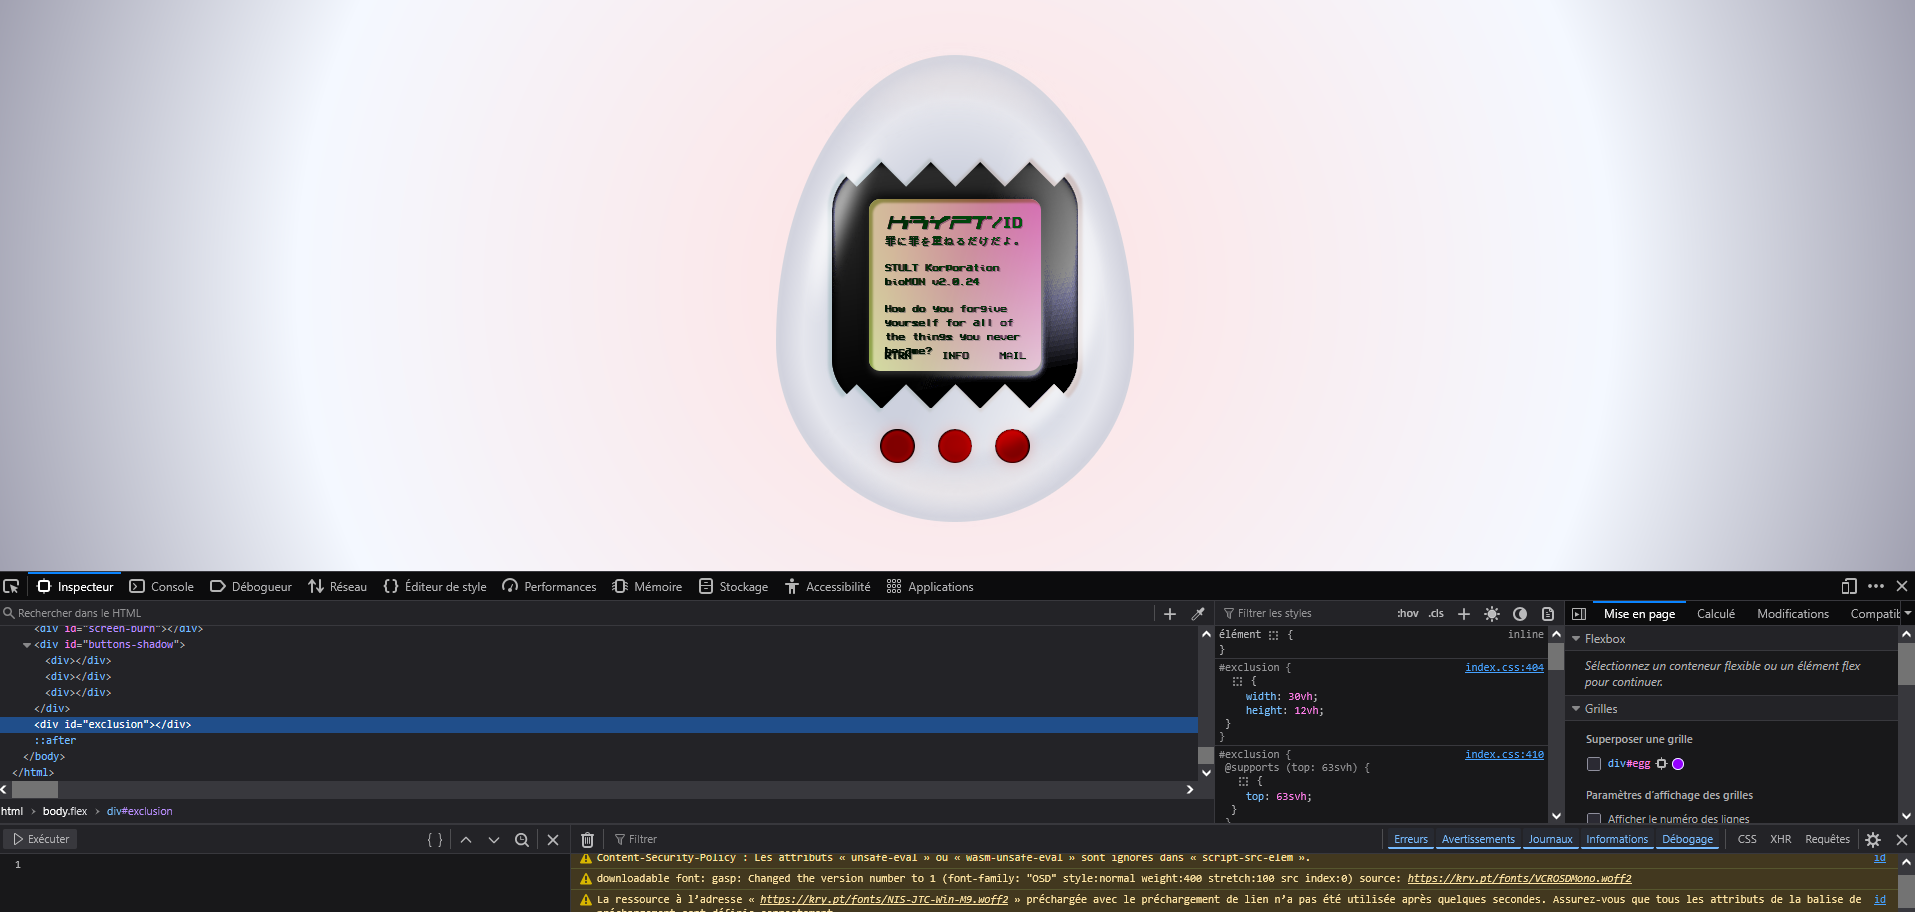 KRYPT/ID
罪に罪を重ねるだけだよ。
STULT Korporation
bioMON v2.0.24
How do you forgive
yourself for all of
the things you never
became?
RTRN INFO MAIL
Inspecteur Console Débogueur Réseau Éditeur de style Performances Mémoire Stockage Accessibilité Applications
Rechercher dans le HTML
<div id="screen-burn"></div>
<div id="buttons-shadow">
<div></div>
<div></div>
<div></div>
</div>
<div id="exclusion"></div>
::after
</body>
</html>
html > body.flex > div#exclusion
Filtrer les styles :hov .cls
élément { inline
}
#exclusion { index.css:404
{
width: 30vh;
height: 12vh;
}
}
#exclusion { index.css:410
@supports (top: 63svh) {
{
top: 63svh;
}
}
Mise en page Calculé Modifications Compatib
Flexbox
Sélectionnez un conteneur flexible ou un élément flex
pour continuer.
Grilles
Superposer une grille
div#egg
Paramètres d'affichage des grilles
Afficher le numéro des lignes
Exécuter
1
Filtrer Erreurs Avertissements Journaux Informations Débogage CSS XHR Requêtes
Content-Security-Policy : Les attributs « unsafe-eval » ou « wasm-unsafe-eval » sont ignorés dans « script-src-elem ». id
downloadable font: gasp: Changed the version number to 1 (font-family: "OSD" style:normal weight:400 stretch:100 src index:0) source: https://kry.pt/fonts/VCROSDMono.woff2
La ressource à l'adresse « https://kry.pt/fonts/NIS-JTC-Win-M9.woff2 » préchargée avec le préchargement de lien n'a pas été utilisée après quelques secondes. Assurez-vous que tous les attributs de la balise de id
préchargement sont définis correctement.